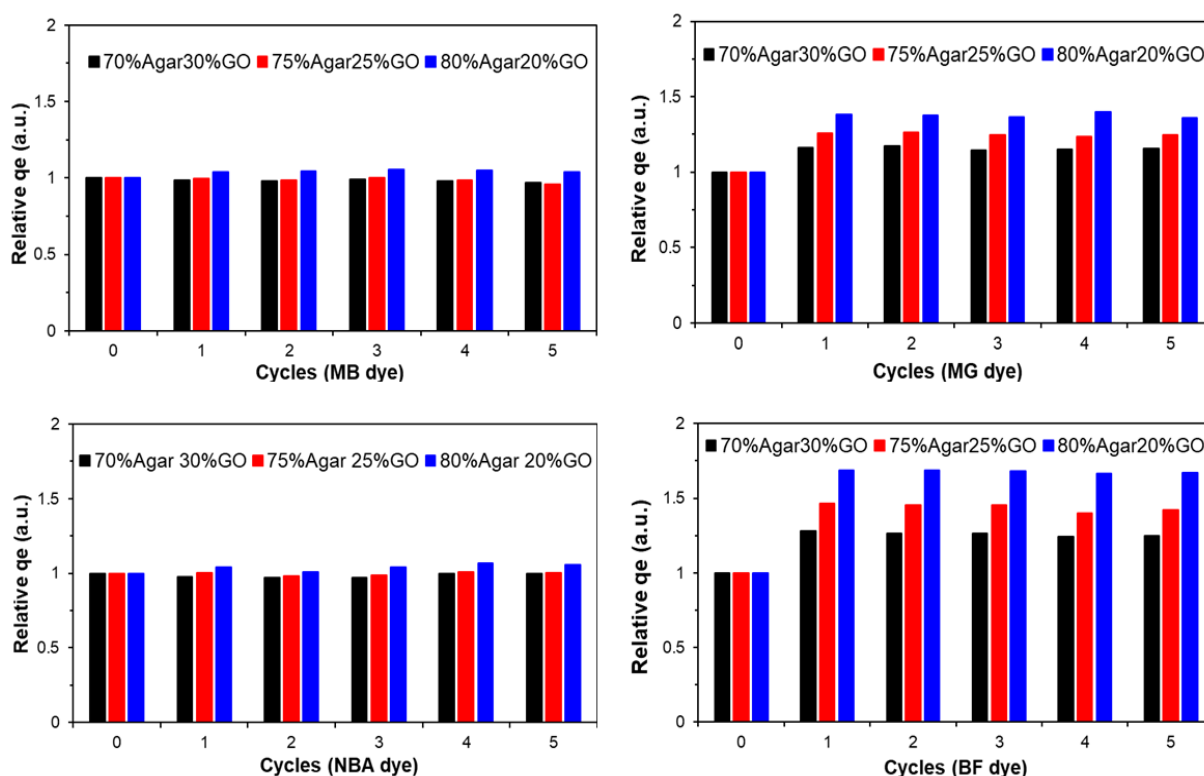 2
70%Agar30%GO 75%Agar25%GO 80%Agar20%GO
1.5
1
0.5
0
Relative qe (a.u.)
0 1 2 3 4 5
Cycles (MB dye)
2
70%Agar30%GO 75%Agar25%GO 80%Agar20%GO
1.5
1
0.5
0
Relative qe (a.u.)
0 1 2 3 4 5
Cycles (MG dye)
2
70%Agar 30%GO 75%Agar 25%GO 80%Agar 20%GO
1.5
1
0.5
0
Relative qe (a.u.)
0 1 2 3 4 5
Cycles (NBA dye)
2
70%Agar30%GO 75%Agar25%GO 80%Agar20%GO
1.5
1
0.5
0
Relative qe (a.u.)
0 1 2 3 4 5
Cycles (BF dye)